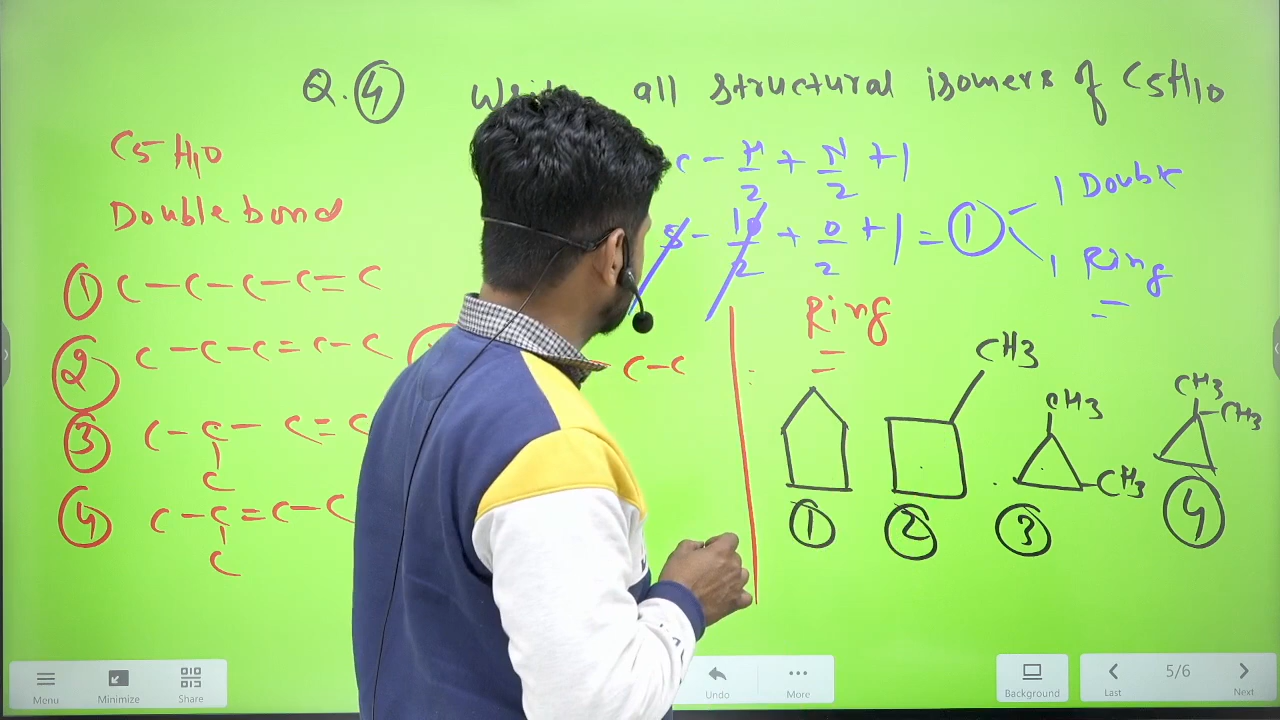 Q. 4 all structural isomers of C5H10
C5H10
Double bond
C - H/2 + N/2 + 1
5 - 10/2 + 0/2 + 1 = 1
1 Double
1 Ring
Ring
1 C-C-C-C=C
2 C-C-C=C-C
C-C
3 C-C-C=C
C
4 C-C=C-C
C
CH3
CH3
CH3
CH3
-CH3
1 2 3 4
Menu Minimize Share Undo More Background Last 5/6 Next